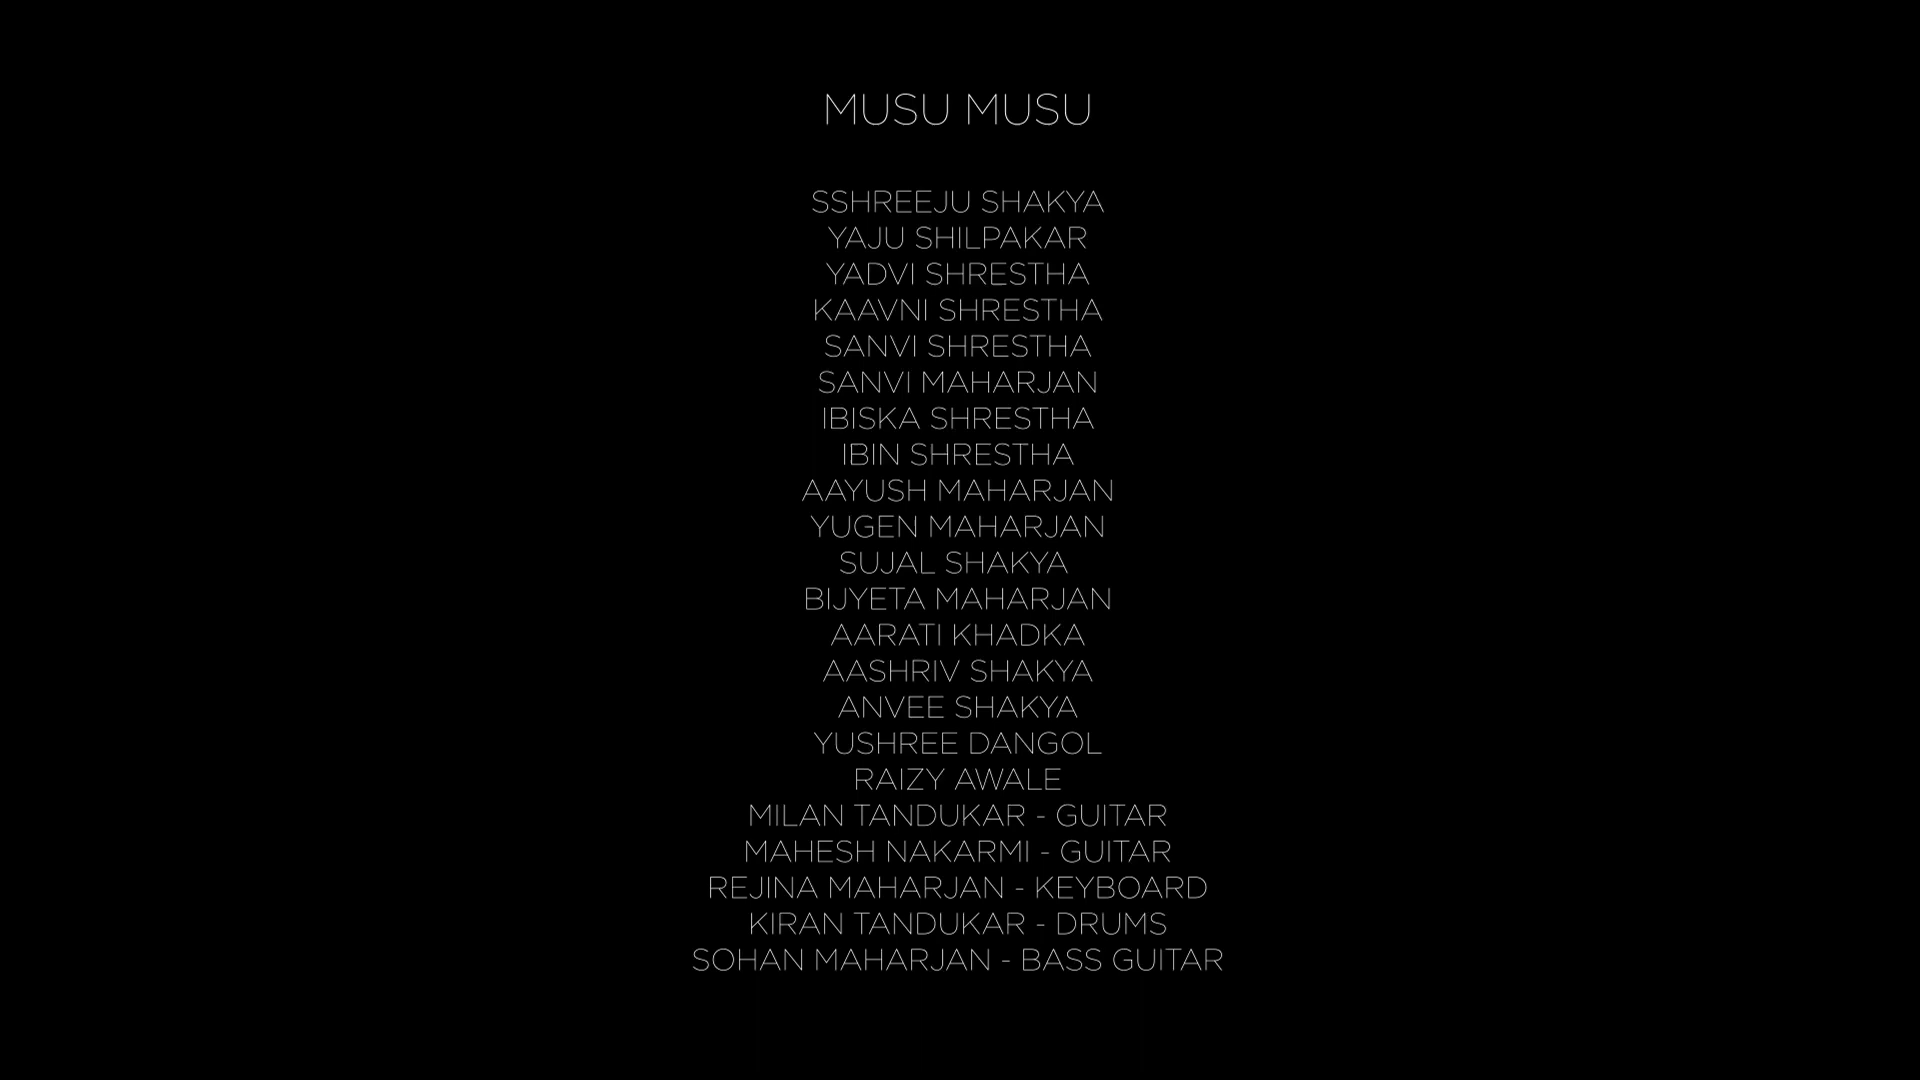 MUSU MUSU
SSHREEJU SHAKYA
YAJU SHILPAKAR
YADVI SHRESTHA
KAAVNI SHRESTHA
SANVI SHRESTHA
SANVI MAHARJAN
IBISKA SHRESTHA
IBIN SHRESTHA
AAYUSH MAHARJAN
YUGEN MAHARJAN
SUJAL SHAKYA
BIJYETA MAHARJAN
AARATI KHADKA
AASHRIV SHAKYA
ANVEE SHAKYA
YUSHREE DANGOL
RAIZY AWALE
MILAN TANDUKAR - GUITAR
MAHESH NAKARMI - GUITAR
REJINA MAHARJAN - KEYBOARD
KIRAN TANDUKAR - DRUMS
SOHAN MAHARJAN - BASS GUITAR